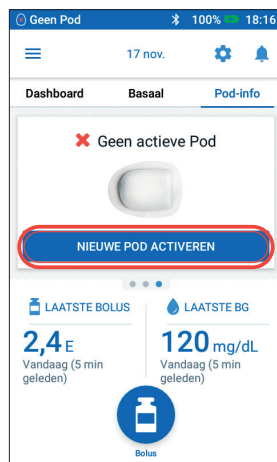 Geen Pod 100% 18:16
17 nov.
Dashboard Basaal Pod-info
Geen actieve Pod
NIEUWE POD ACTIVEREN
LAATSTE BOLUS
2,4 E
Vandaag (5 min
geleden)
LAATSTE BG
120 mg/dL
Vandaag (5 min
geleden)
Bolus